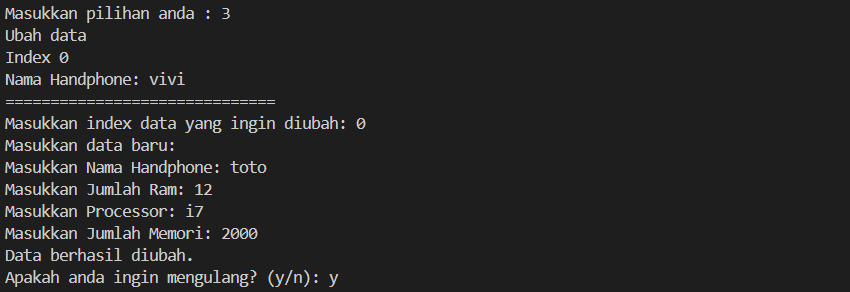 Masukkan pilihan anda : 3
Ubah data
Index 0
Nama Handphone: vivi
==============================
Masukkan index data yang ingin diubah: 0
Masukkan data baru:
Masukkan Nama Handphone: toto
Masukkan Jumlah Ram: 12
Masukkan Processor: i7
Masukkan Jumlah Memori: 2000
Data berhasil diubah.
Apakah anda ingin mengulang? (y/n): y